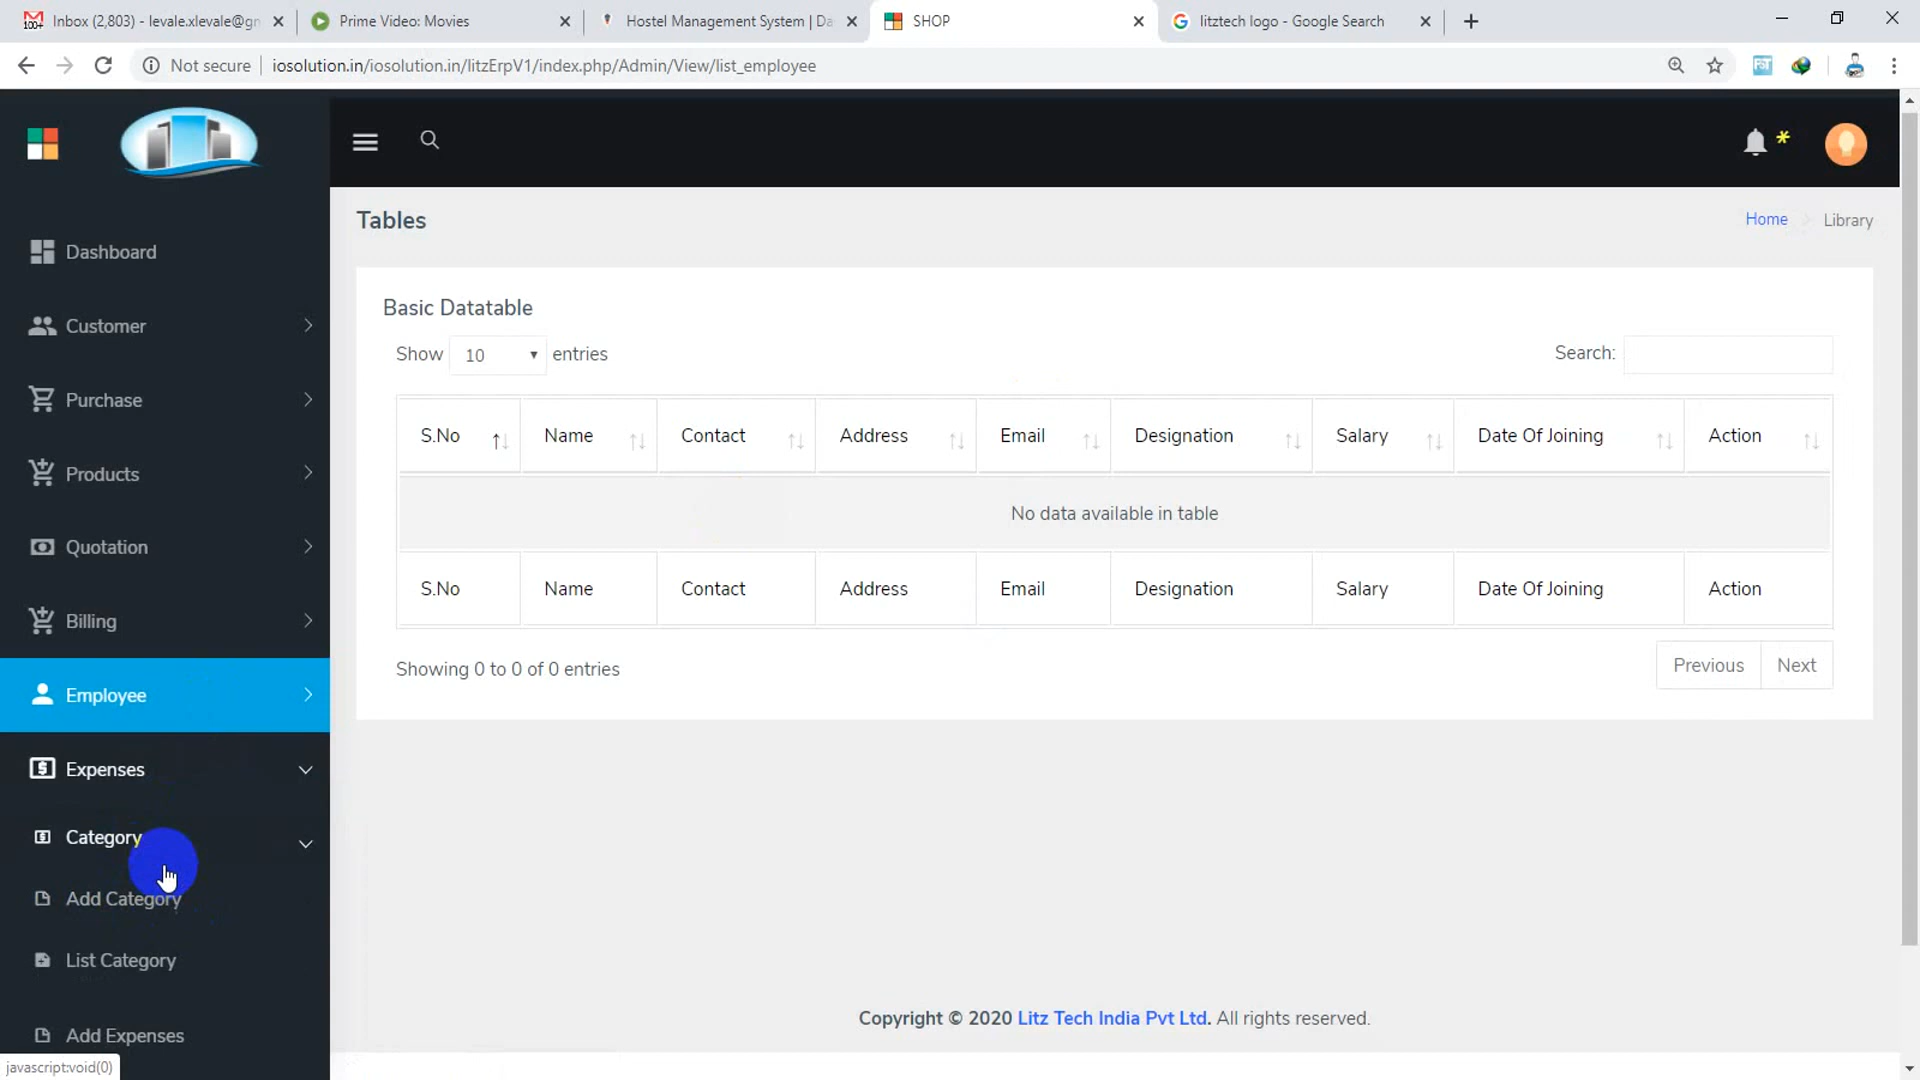 Inbox (2,803) - levale.xlevale@gn
Prime Video: Movies
Hostel Management System | Da
SHOP
litztech logo - Google Search
Not secure
iosolution.in/iosolution.in/litzErpV1/index.php/Admin/View/list_employee
Dashboard
Customer
Purchase
Products
Quotation
Billing
Employee
Expenses
Category
Add Category
List Category
Add Expenses
javascript:void(0)
Tables
Home
Library
Basic Datatable
Show 10 entries
Search:
S.No Name Contact Address Email Designation Salary Date Of Joining Action
No data available in table
S.No Name Contact Address Email Designation Salary Date Of Joining Action
Showing 0 to 0 of 0 entries
Previous Next
Copyright © 2020 Litz Tech India Pvt Ltd. All rights reserved.